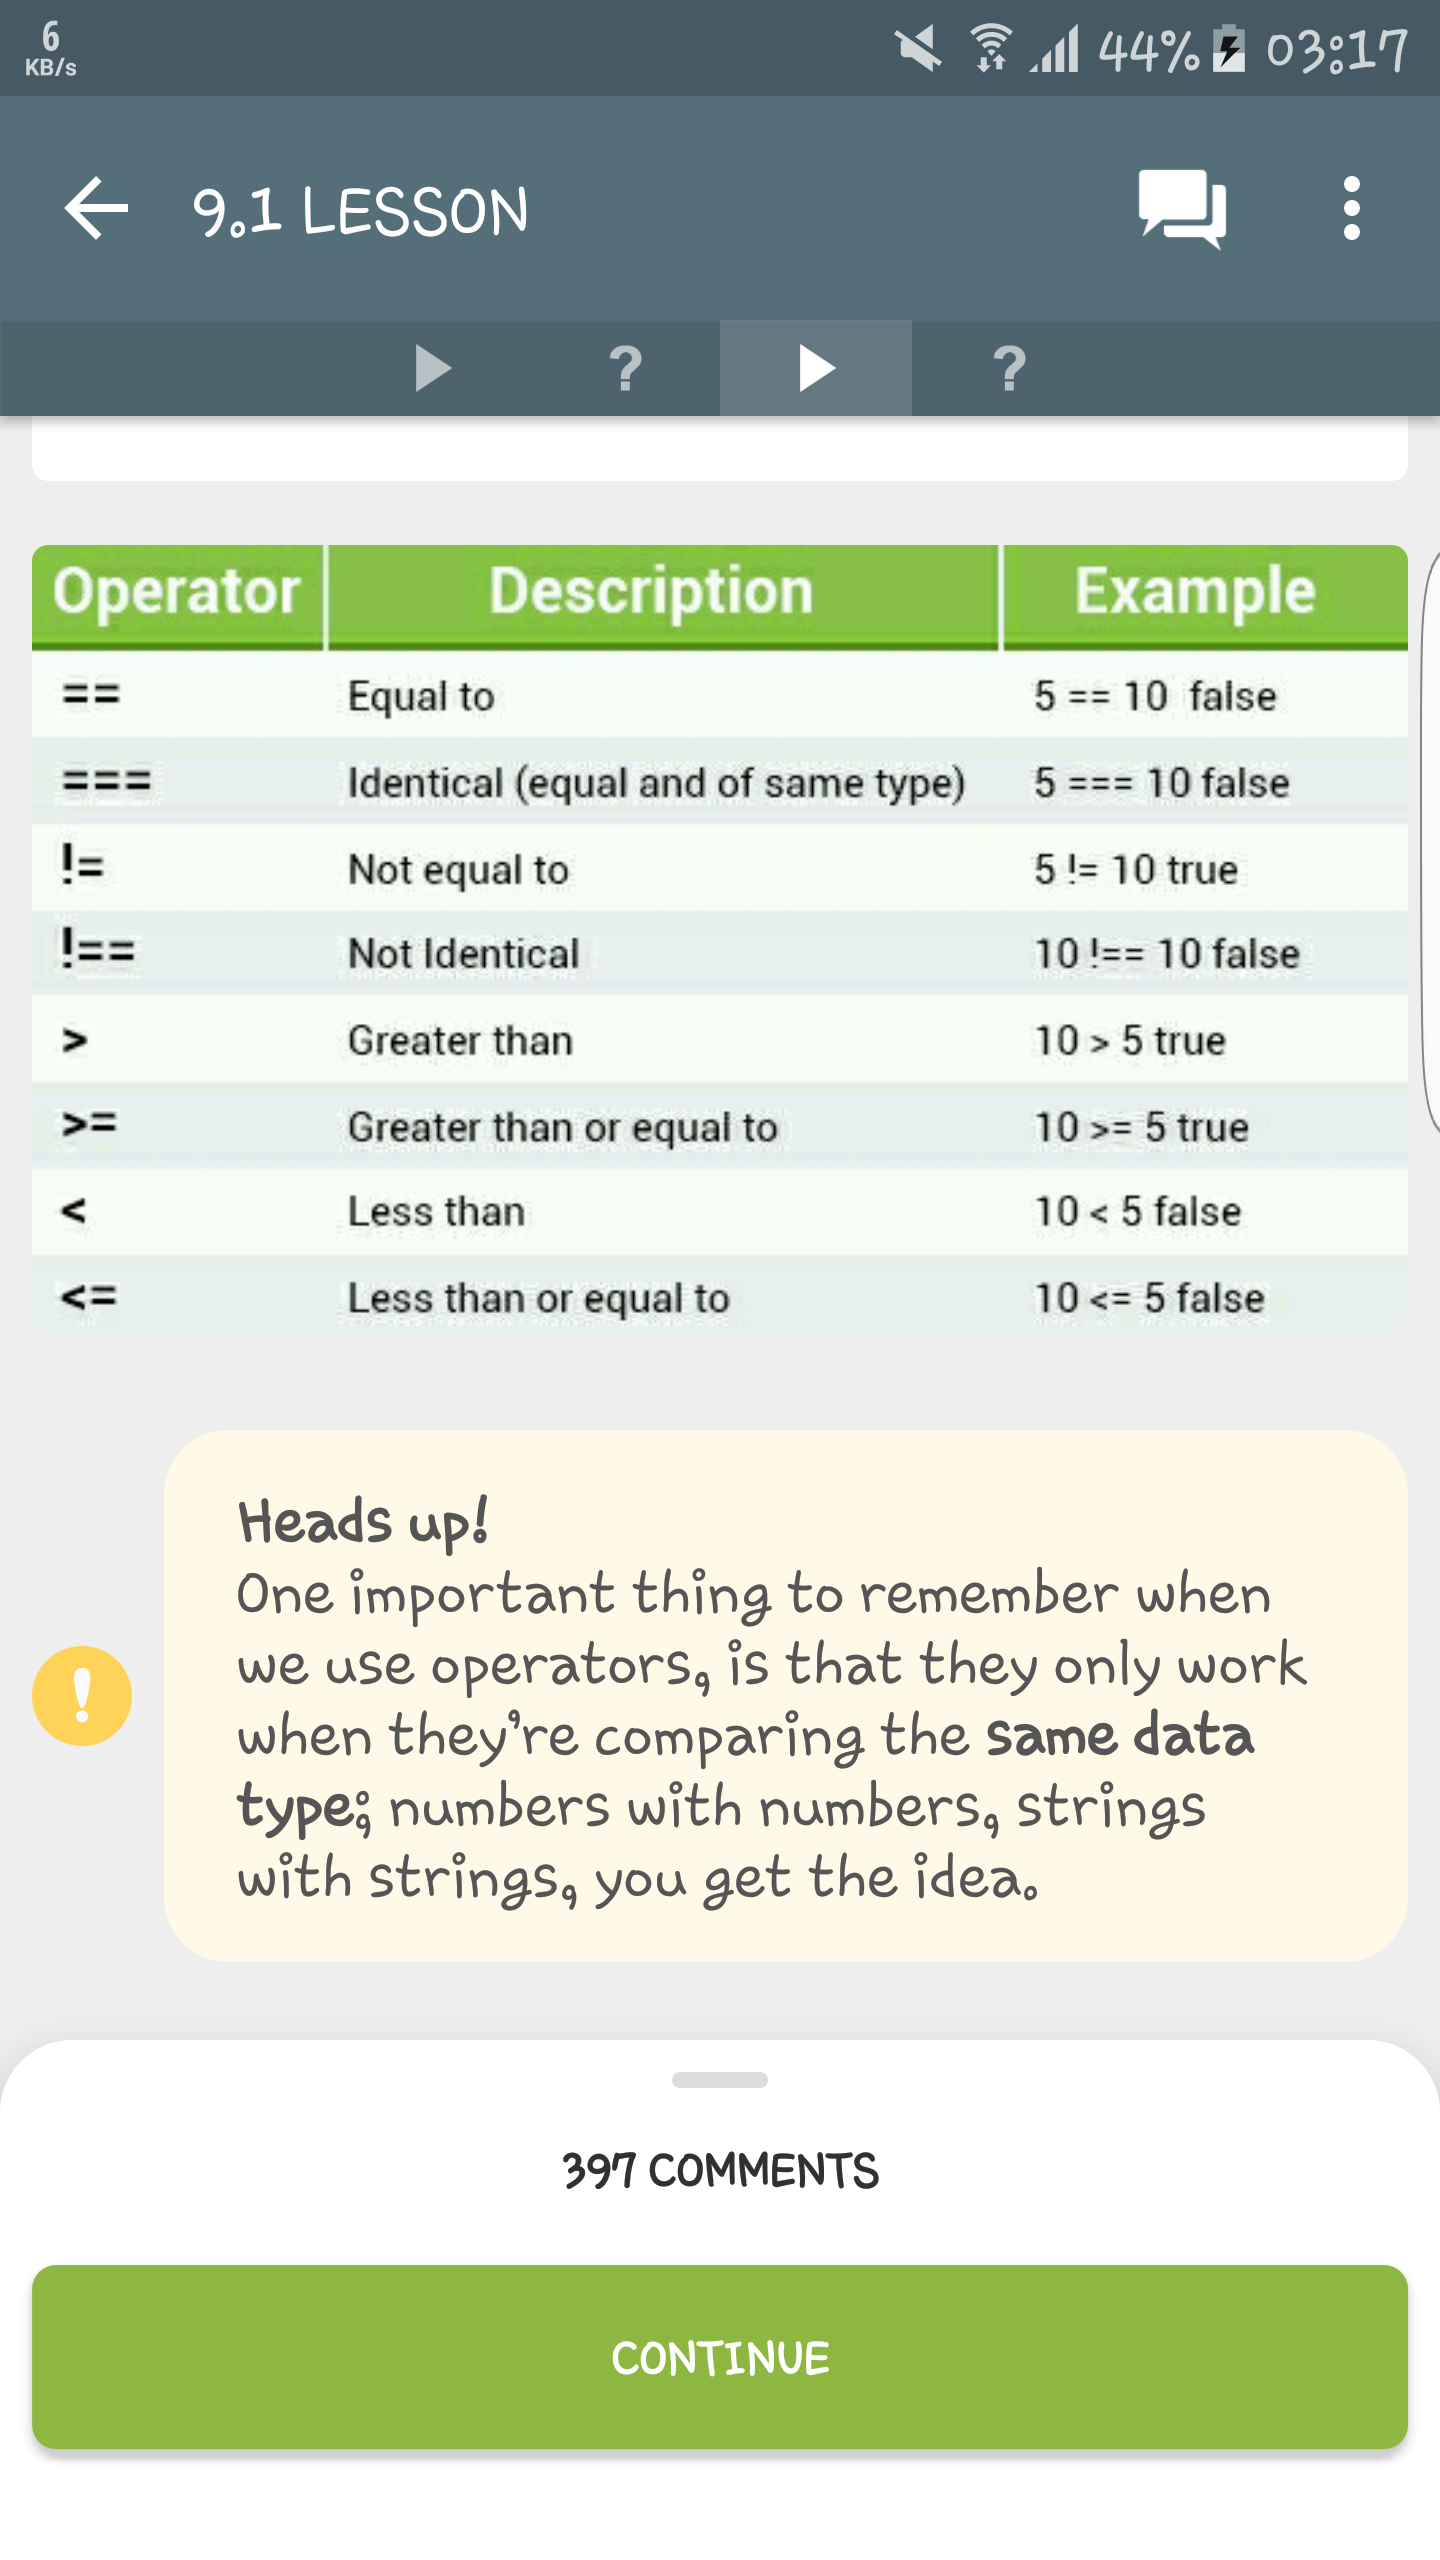 6
KB/s
44%
03:17
9.1 LESSON
?
?
Operator Description Example
== Equal to 5 == 10 false
=== Identical (equal and of same type) 5 === 10 false
!= Not equal to 5 != 10 true
!== Not Identical 10 !== 10 false
> Greater than 10 > 5 true
>= Greater than or equal to 10 >= 5 true
< Less than 10 < 5 false
<= Less than or equal to 10 <= 5 false
Heads up!
One important thing to remember when
we use operators, is that they only work
when they're comparing the same data
type; numbers with numbers, strings
with strings, you get the idea.
!
397 COMMENTS
CONTINUE